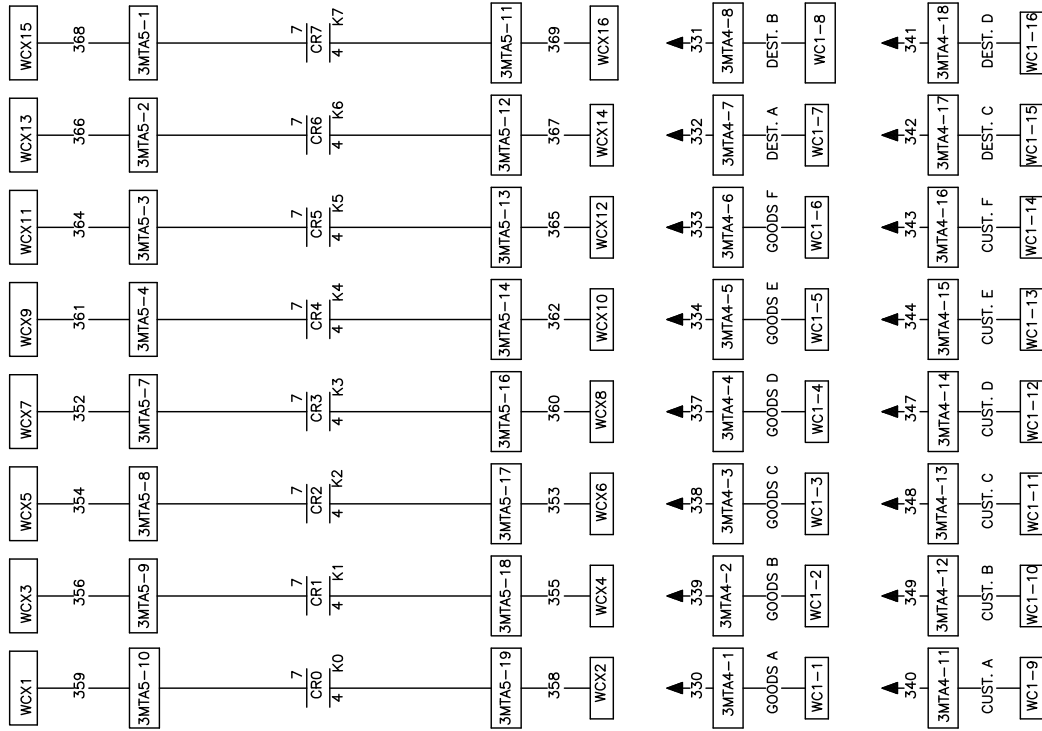 WCX1 WCX3 WCX5 WCX7 WCX9 WCX11 WCX13 WCX15
359 356 354 352 361 364 366 368
3MTA5-10 3MTA5-9 3MTA5-8 3MTA5-7 3MTA5-4 3MTA5-3 3MTA5-2 3MTA5-1
7 7 7 7 7 7 7 7
CR0 CR1 CR2 CR3 CR4 CR5 CR6 CR7
4 K0 4 K1 4 K2 4 K3 4 K4 4 K5 4 K6 4 K7
3MTA5-19 3MTA5-18 3MTA5-17 3MTA5-16 3MTA5-14 3MTA5-13 3MTA5-12 3MTA5-11
358 355 353 360 362 365 367 369
WCX2 WCX4 WCX6 WCX8 WCX10 WCX12 WCX14 WCX16
330 339 338 337 334 333 332 331
3MTA4-1 3MTA4-2 3MTA4-3 3MTA4-4 3MTA4-5 3MTA4-6 3MTA4-7 3MTA4-8
GOODS A GOODS B GOODS C GOODS D GOODS E GOODS F DEST. A DEST. B
WC1-1 WC1-2 WC1-3 WC1-4 WC1-5 WC1-6 WC1-7 WC1-8
340 349 348 347 344 343 342 341
3MTA4-11 3MTA4-12 3MTA4-13 3MTA4-14 3MTA4-15 3MTA4-16 3MTA4-17 3MTA4-18
CUST. A CUST. B CUST. C CUST. D CUST. E CUST. F DEST. C DEST. D
WC1-9 WC1-10 WC1-11 WC1-12 WC1-13 WC1-14 WC1-15 WC1-16